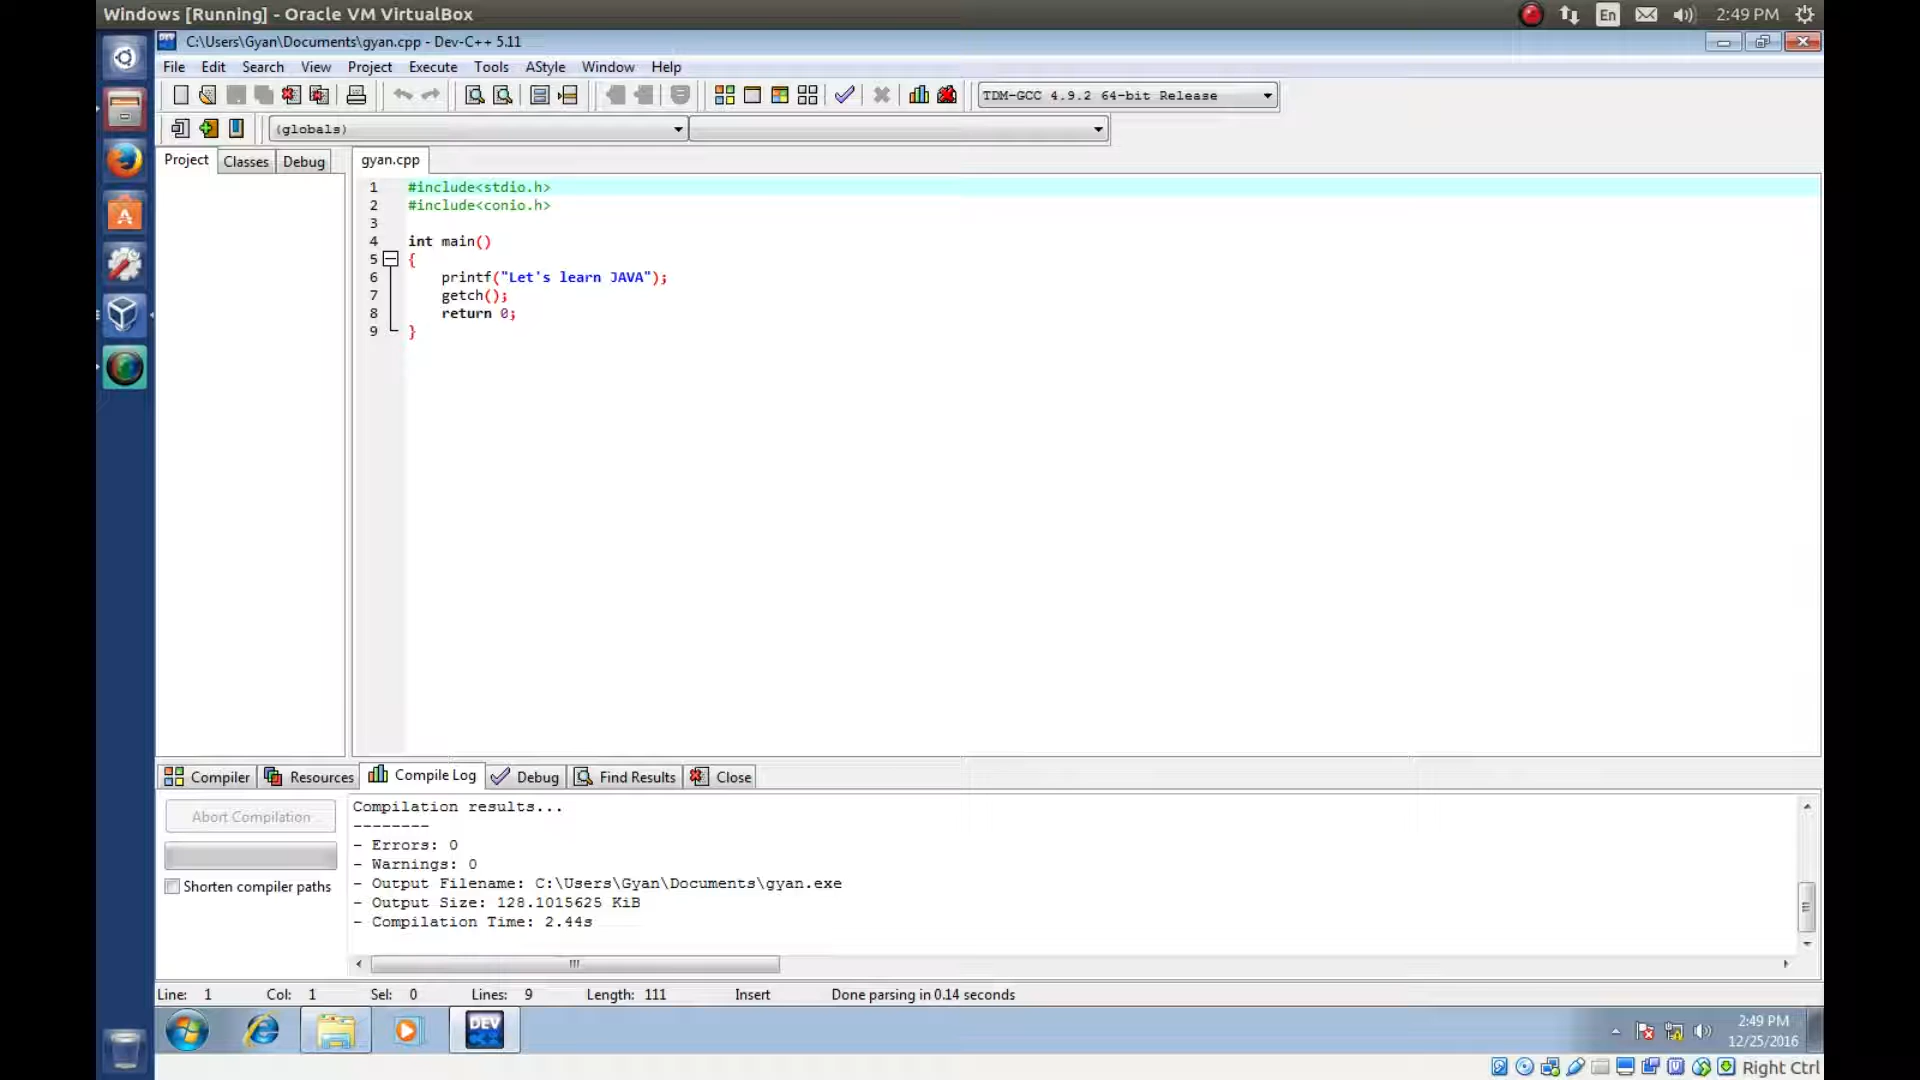 Windows [Running] - Oracle VM VirtualBox
En
2:49 PM
C:\Users\Gyan\Documents\gyan.cpp - Dev-C++ 5.11
File Edit Search View Project Execute Tools AStyle Window Help
TDM-GCC 4.9.2 64-bit Release
(globals)
Project Classes Debug
gyan.cpp
1 #include<stdio.h>
2 #include<conio.h>
3
4 int main()
5 {
6 printf("Let's learn JAVA");
7 getch();
8 return 0;
9 }
Compiler Resources Compile Log Debug Find Results Close
Abort Compilation
Shorten compiler paths
Compilation results...
--------
- Errors: 0
- Warnings: 0
- Output Filename: C:\Users\Gyan\Documents\gyan.exe
- Output Size: 128.1015625 KiB
- Compilation Time: 2.44s
Line: 1 Col: 1 Sel: 0 Lines: 9 Length: 111 Insert Done parsing in 0.14 seconds
DEV
2:49 PM
12/25/2016
Right Ctrl